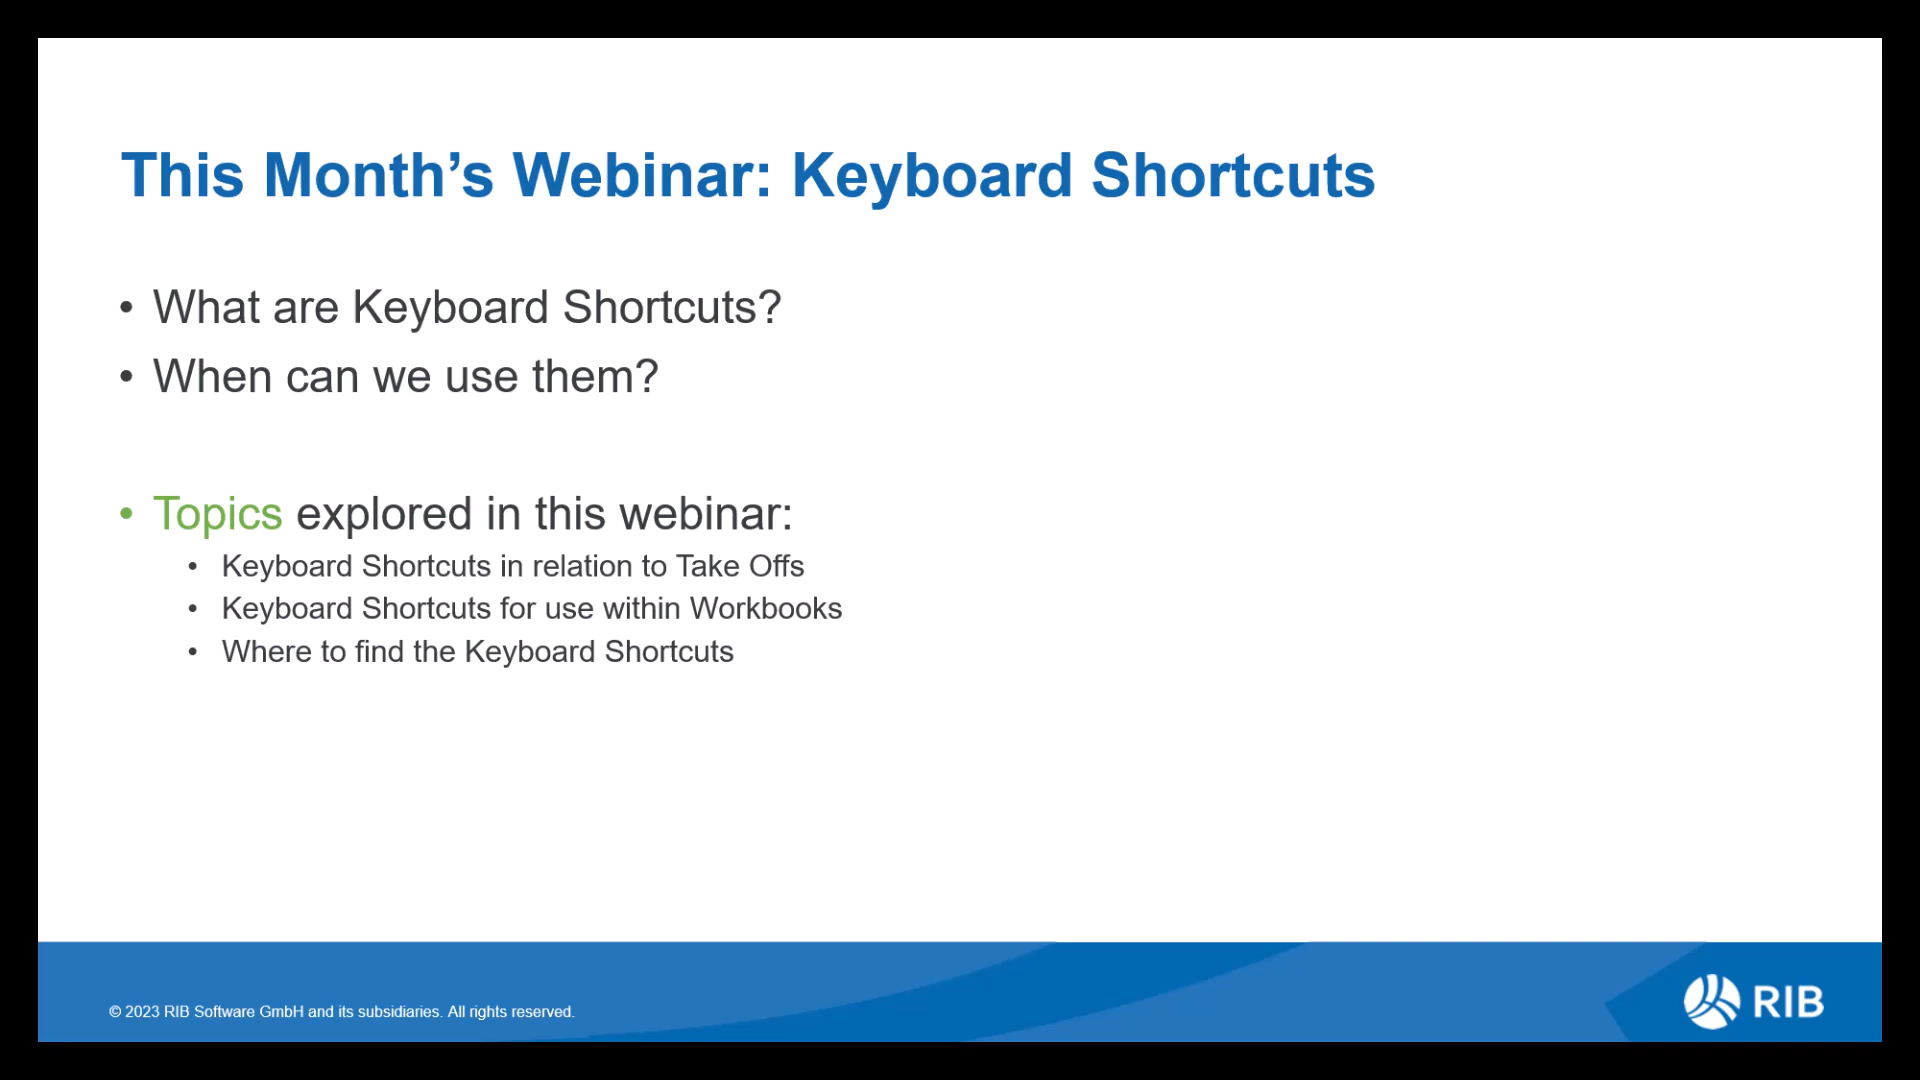 This Month’s Webinar: Keyboard Shortcuts
• What are Keyboard Shortcuts?
• When can we use them?
• Topics explored in this webinar:
• Keyboard Shortcuts in relation to Take Offs
• Keyboard Shortcuts for use within Workbooks
• Where to find the Keyboard Shortcuts
© 2023 RIB Software GmbH and its subsidiaries. All rights reserved.
RIB